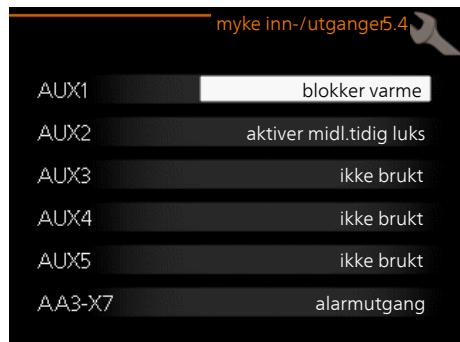 myke inn-/utganger5.4
AUX1 blokker varme
AUX2 aktiver midl.tidig luks
AUX3 ikke brukt
AUX4 ikke brukt
AUX5 ikke brukt
AA3-X7 alarmutgang